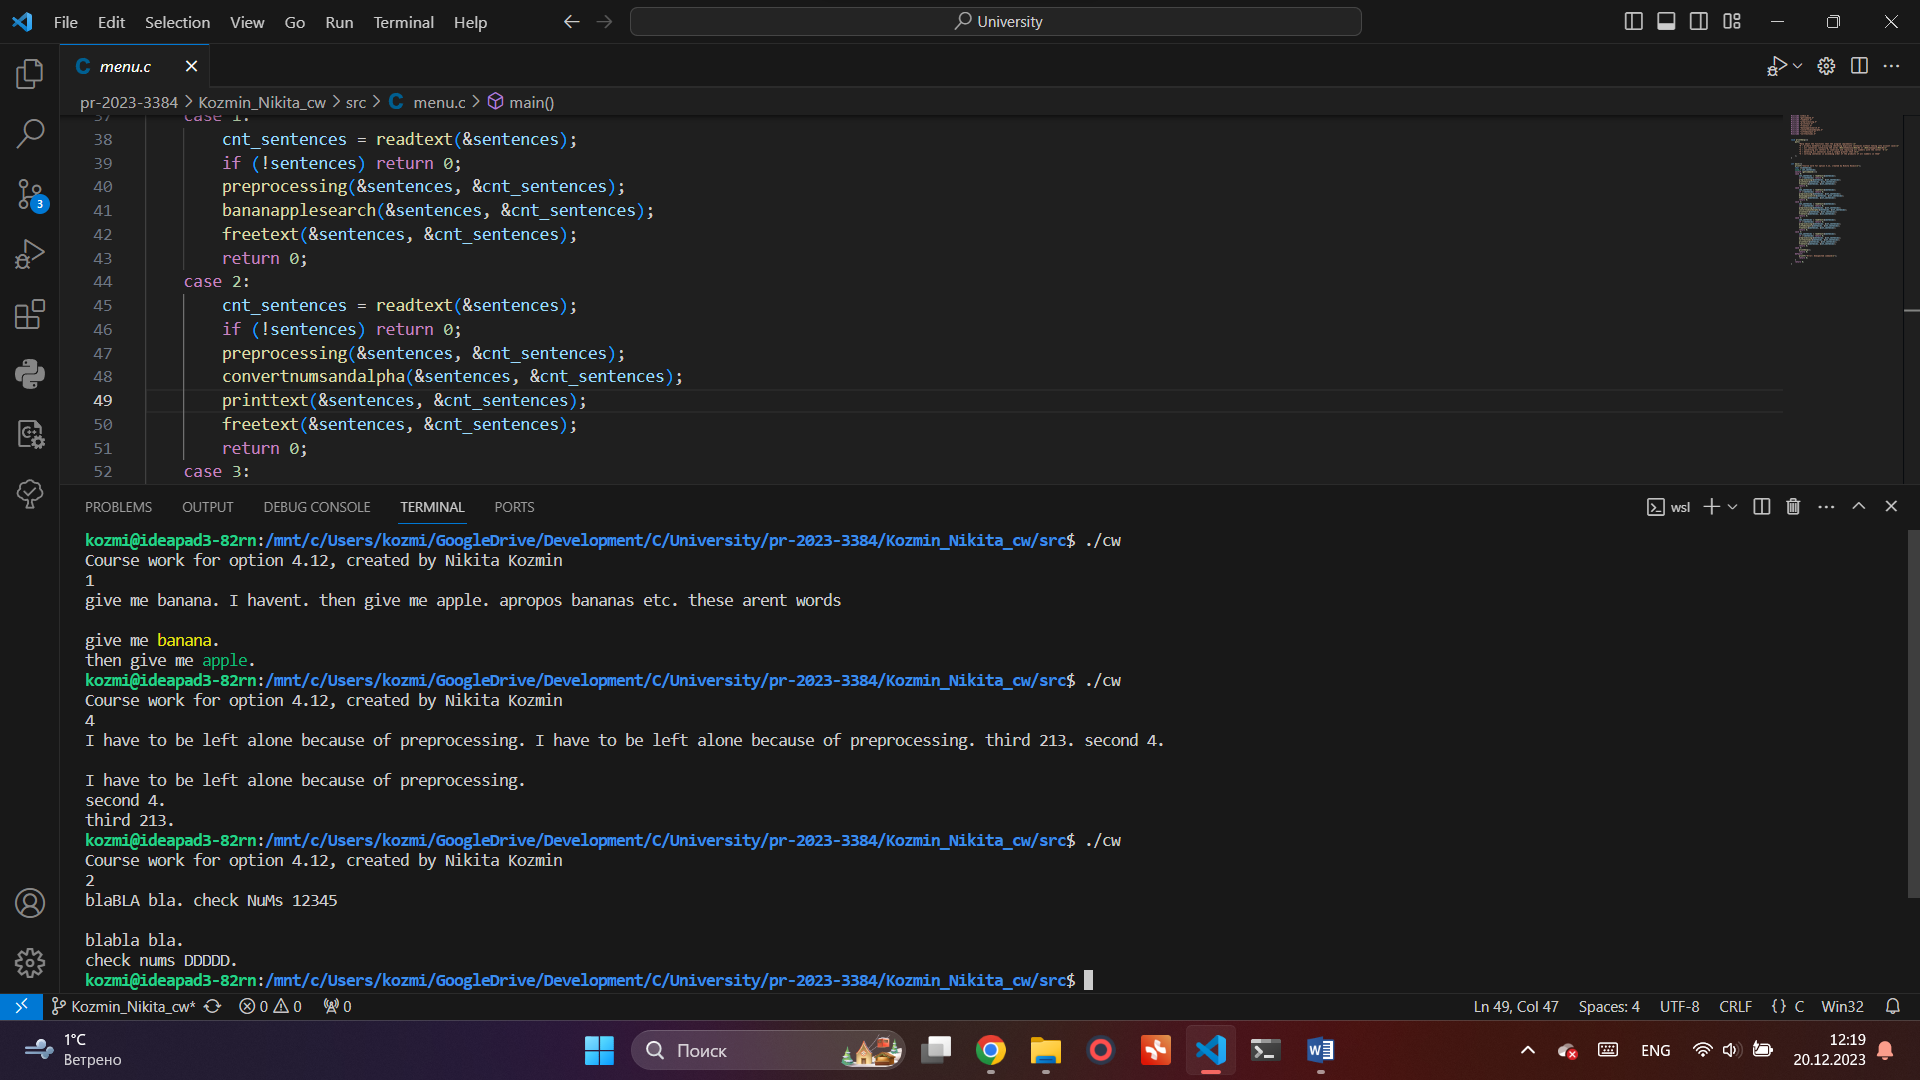 File Edit Selection View Go Run Terminal Help University
menu.c
pr-2023-3384 > Kozmin_Nikita_cw > src > C menu.c > main()
37 case 1:
38 cnt_sentences = readtext(&sentences);
39 if (!sentences) return 0;
40 preprocessing(&sentences, &cnt_sentences);
41 bananapplesearch(&sentences, &cnt_sentences);
42 freetext(&sentences, &cnt_sentences);
43 return 0;
44 case 2:
45 cnt_sentences = readtext(&sentences);
46 if (!sentences) return 0;
47 preprocessing(&sentences, &cnt_sentences);
48 convertnumsandalpha(&sentences, &cnt_sentences);
49 printtext(&sentences, &cnt_sentences);
50 freetext(&sentences, &cnt_sentences);
51 return 0;
52 case 3:
3
PROBLEMS OUTPUT DEBUG CONSOLE TERMINAL PORTS wsl
kozmi@ideapad3-82rn:/mnt/c/Users/kozmi/GoogleDrive/Development/C/University/pr-2023-3384/Kozmin_Nikita_cw/src$ ./cw
Course work for option 4.12, created by Nikita Kozmin
1
give me banana. I havent. then give me apple. apropos bananas etc. these arent words
give me banana.
then give me apple.
kozmi@ideapad3-82rn:/mnt/c/Users/kozmi/GoogleDrive/Development/C/University/pr-2023-3384/Kozmin_Nikita_cw/src$ ./cw
Course work for option 4.12, created by Nikita Kozmin
4
I have to be left alone because of preprocessing. I have to be left alone because of preprocessing. third 213. second 4.
I have to be left alone because of preprocessing.
second 4.
third 213.
kozmi@ideapad3-82rn:/mnt/c/Users/kozmi/GoogleDrive/Development/C/University/pr-2023-3384/Kozmin_Nikita_cw/src$ ./cw
Course work for option 4.12, created by Nikita Kozmin
2
blaBLA bla. check NuMs 12345
blabla bla.
check nums DDDDD.
kozmi@ideapad3-82rn:/mnt/c/Users/kozmi/GoogleDrive/Development/C/University/pr-2023-3384/Kozmin_Nikita_cw/src$
Kozmin_Nikita_cw* 0 0 0 Ln 49, Col 47 Spaces: 4 UTF-8 CRLF {} C Win32
1°C
Ветрено
Поиск
ENG
12:19
20.12.2023